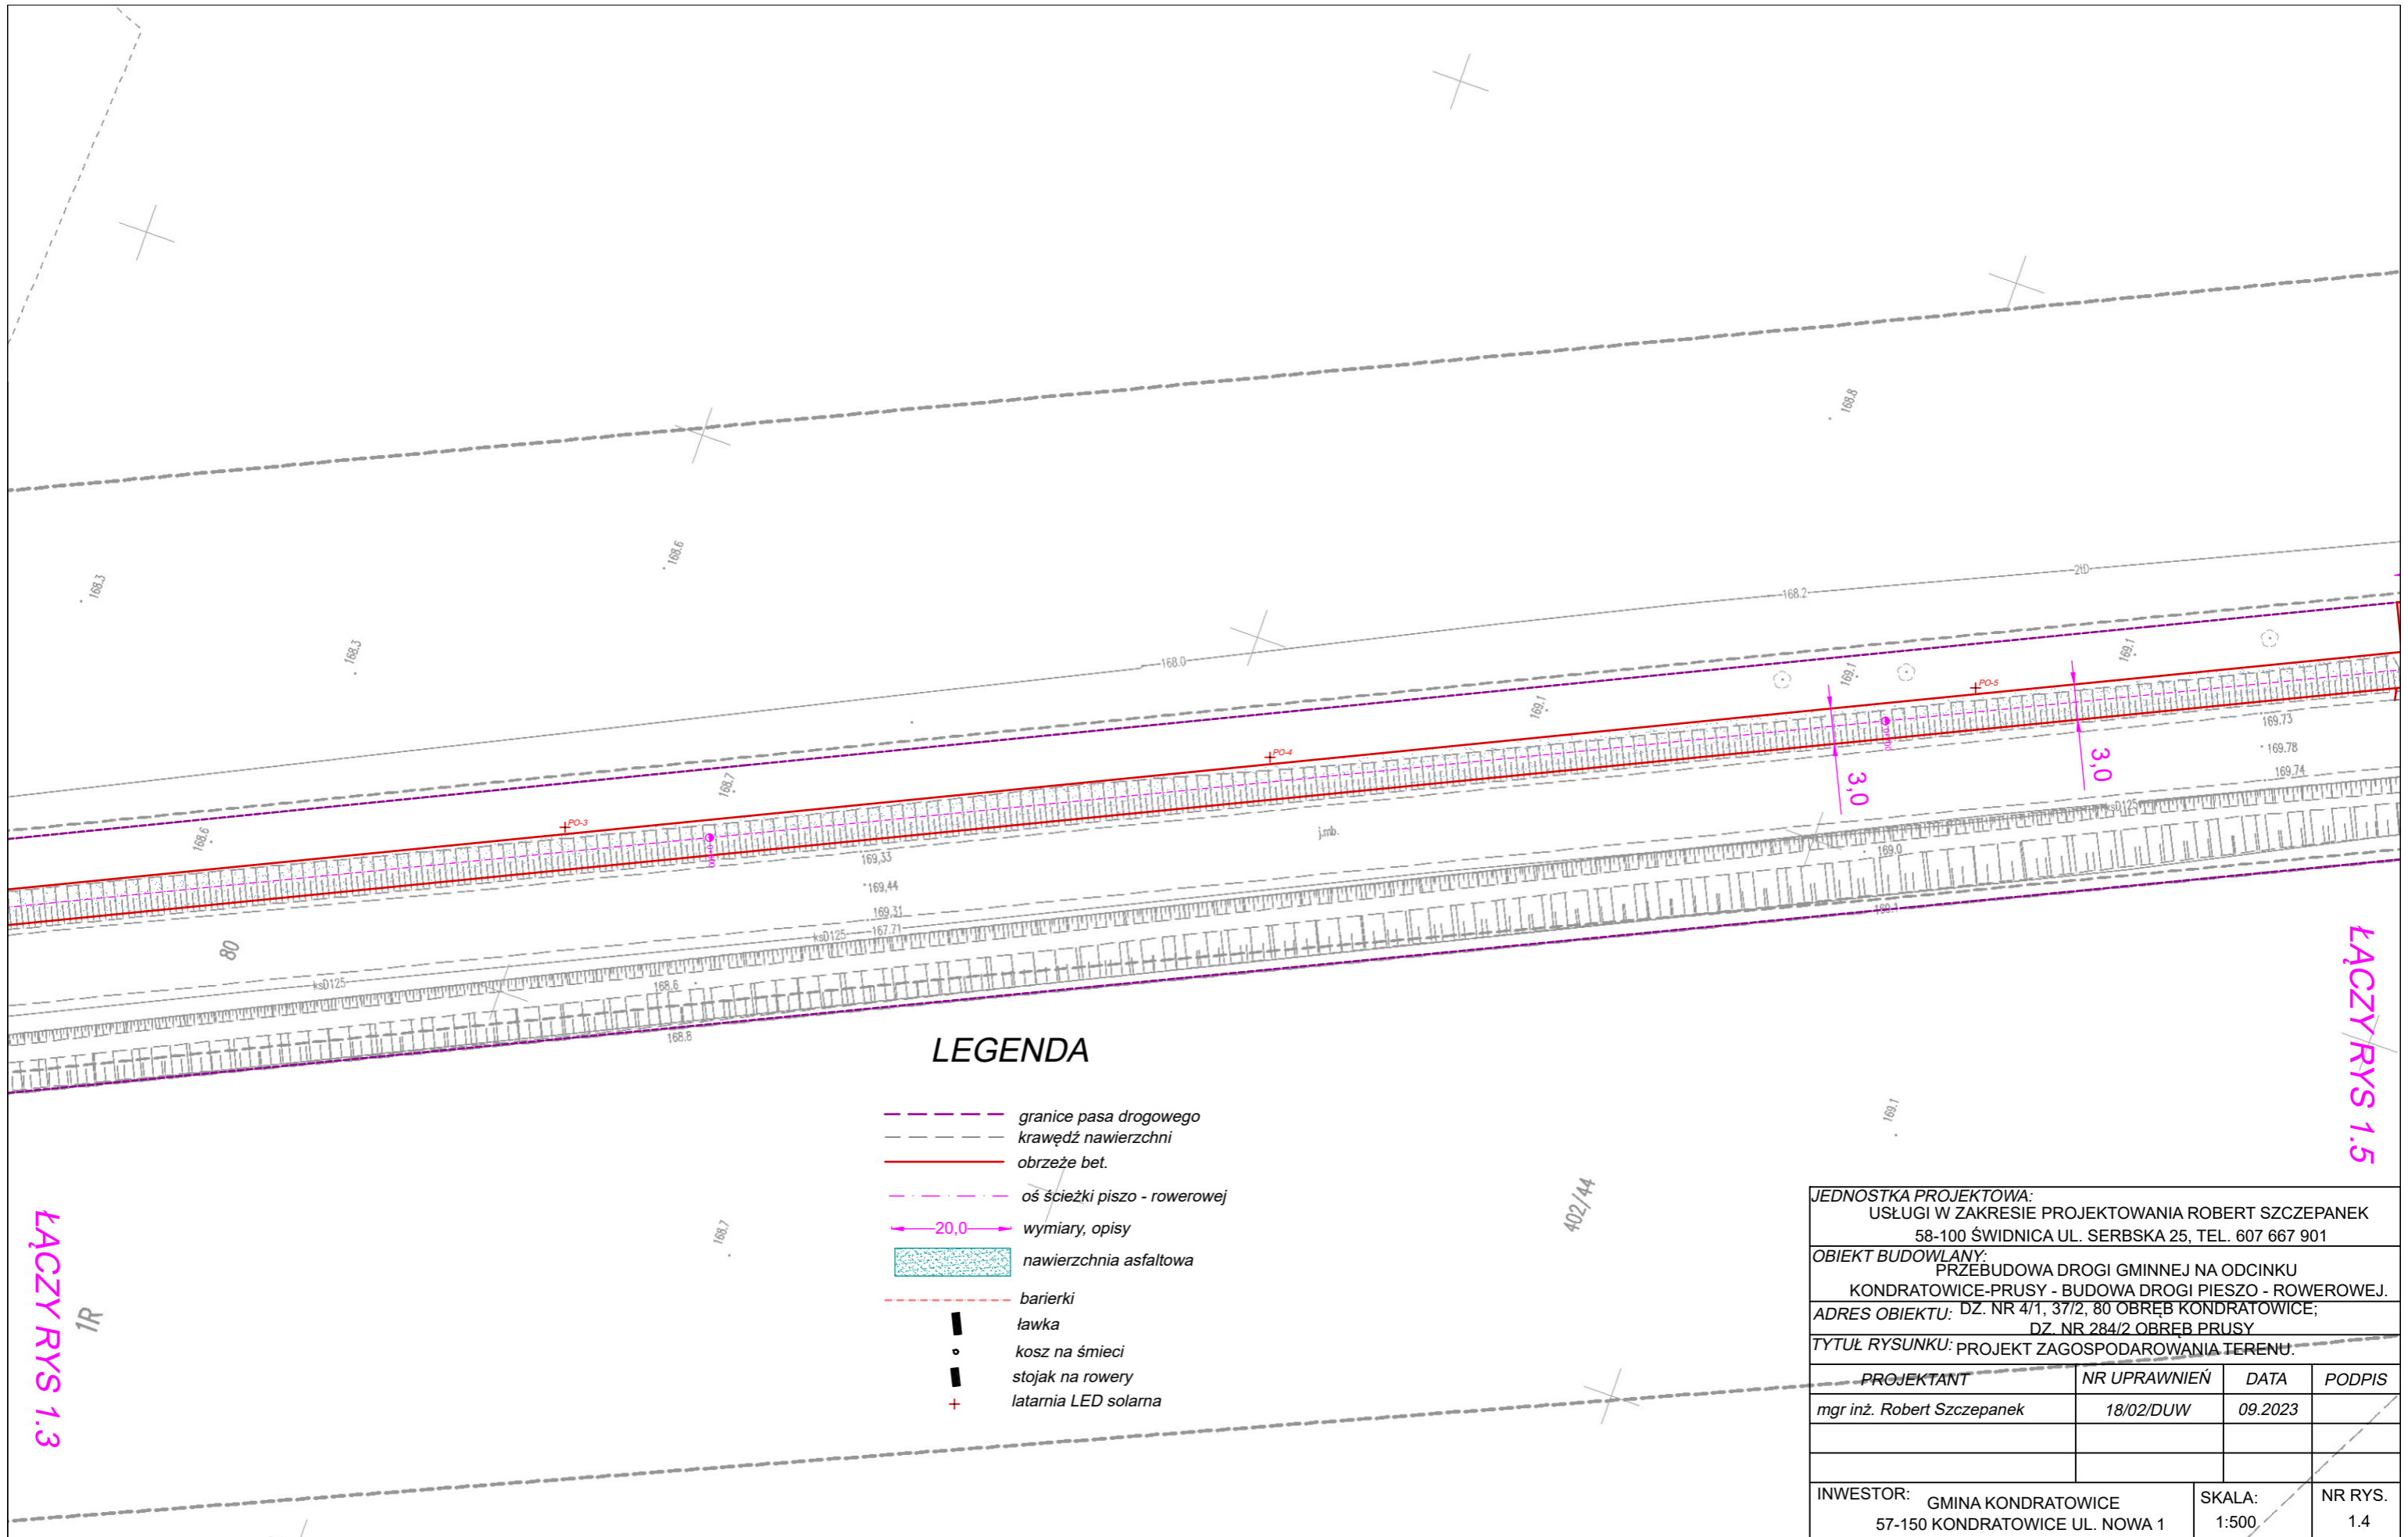 168.8
168.6
168.3
168.3
168.2
2tD
168.0
169.1
169.1
169.1
PO-5
PO-4
PO-3
168.7
168.6
3,0
3,0
169.73
169.78
169.74
ksD125
169.0
j.mb.
169.33
169.44
169.31
ksD125
167.71
80
ksD125
168.6
168.8
169.1
ŁĄCZY RYS 1.5
ŁĄCZY RYS 1.3
1R
168.7
402/44
169.1
LEGENDA
granice pasa drogowego
krawędź nawierzchni
obrzeże bet.
oś ścieżki piszo - rowerowej
20,0
wymiary, opisy
nawierzchnia asfaltowa
barierki
ławka
kosz na śmieci
stojak na rowery
latarnia LED solarna
JEDNOSTKA PROJEKTOWA:
USŁUGI W ZAKRESIE PROJEKTOWANIA ROBERT SZCZEPANEK
58-100 ŚWIDNICA UL. SERBSKA 25, TEL. 607 667 901
OBIEKT BUDOWLANY:
PRZEBUDOWA DROGI GMINNEJ NA ODCINKU
KONDRATOWICE-PRUSY - BUDOWA DROGI PIESZO - ROWEROWEJ.
ADRES OBIEKTU: DZ. NR 4/1, 37/2, 80 OBRĘB KONDRATOWICE;
DZ. NR 284/2 OBRĘB PRUSY
TYTUŁ RYSUNKU: PROJEKT ZAGOSPODAROWANIA TERENU.
PROJEKTANT NR UPRAWNIEŃ DATA PODPIS
mgr inż. Robert Szczepanek 18/02/DUW 09.2023
INWESTOR: GMINA KONDRATOWICE
57-150 KONDRATOWICE UL. NOWA 1
SKALA:
1:500
NR RYS.
1.4